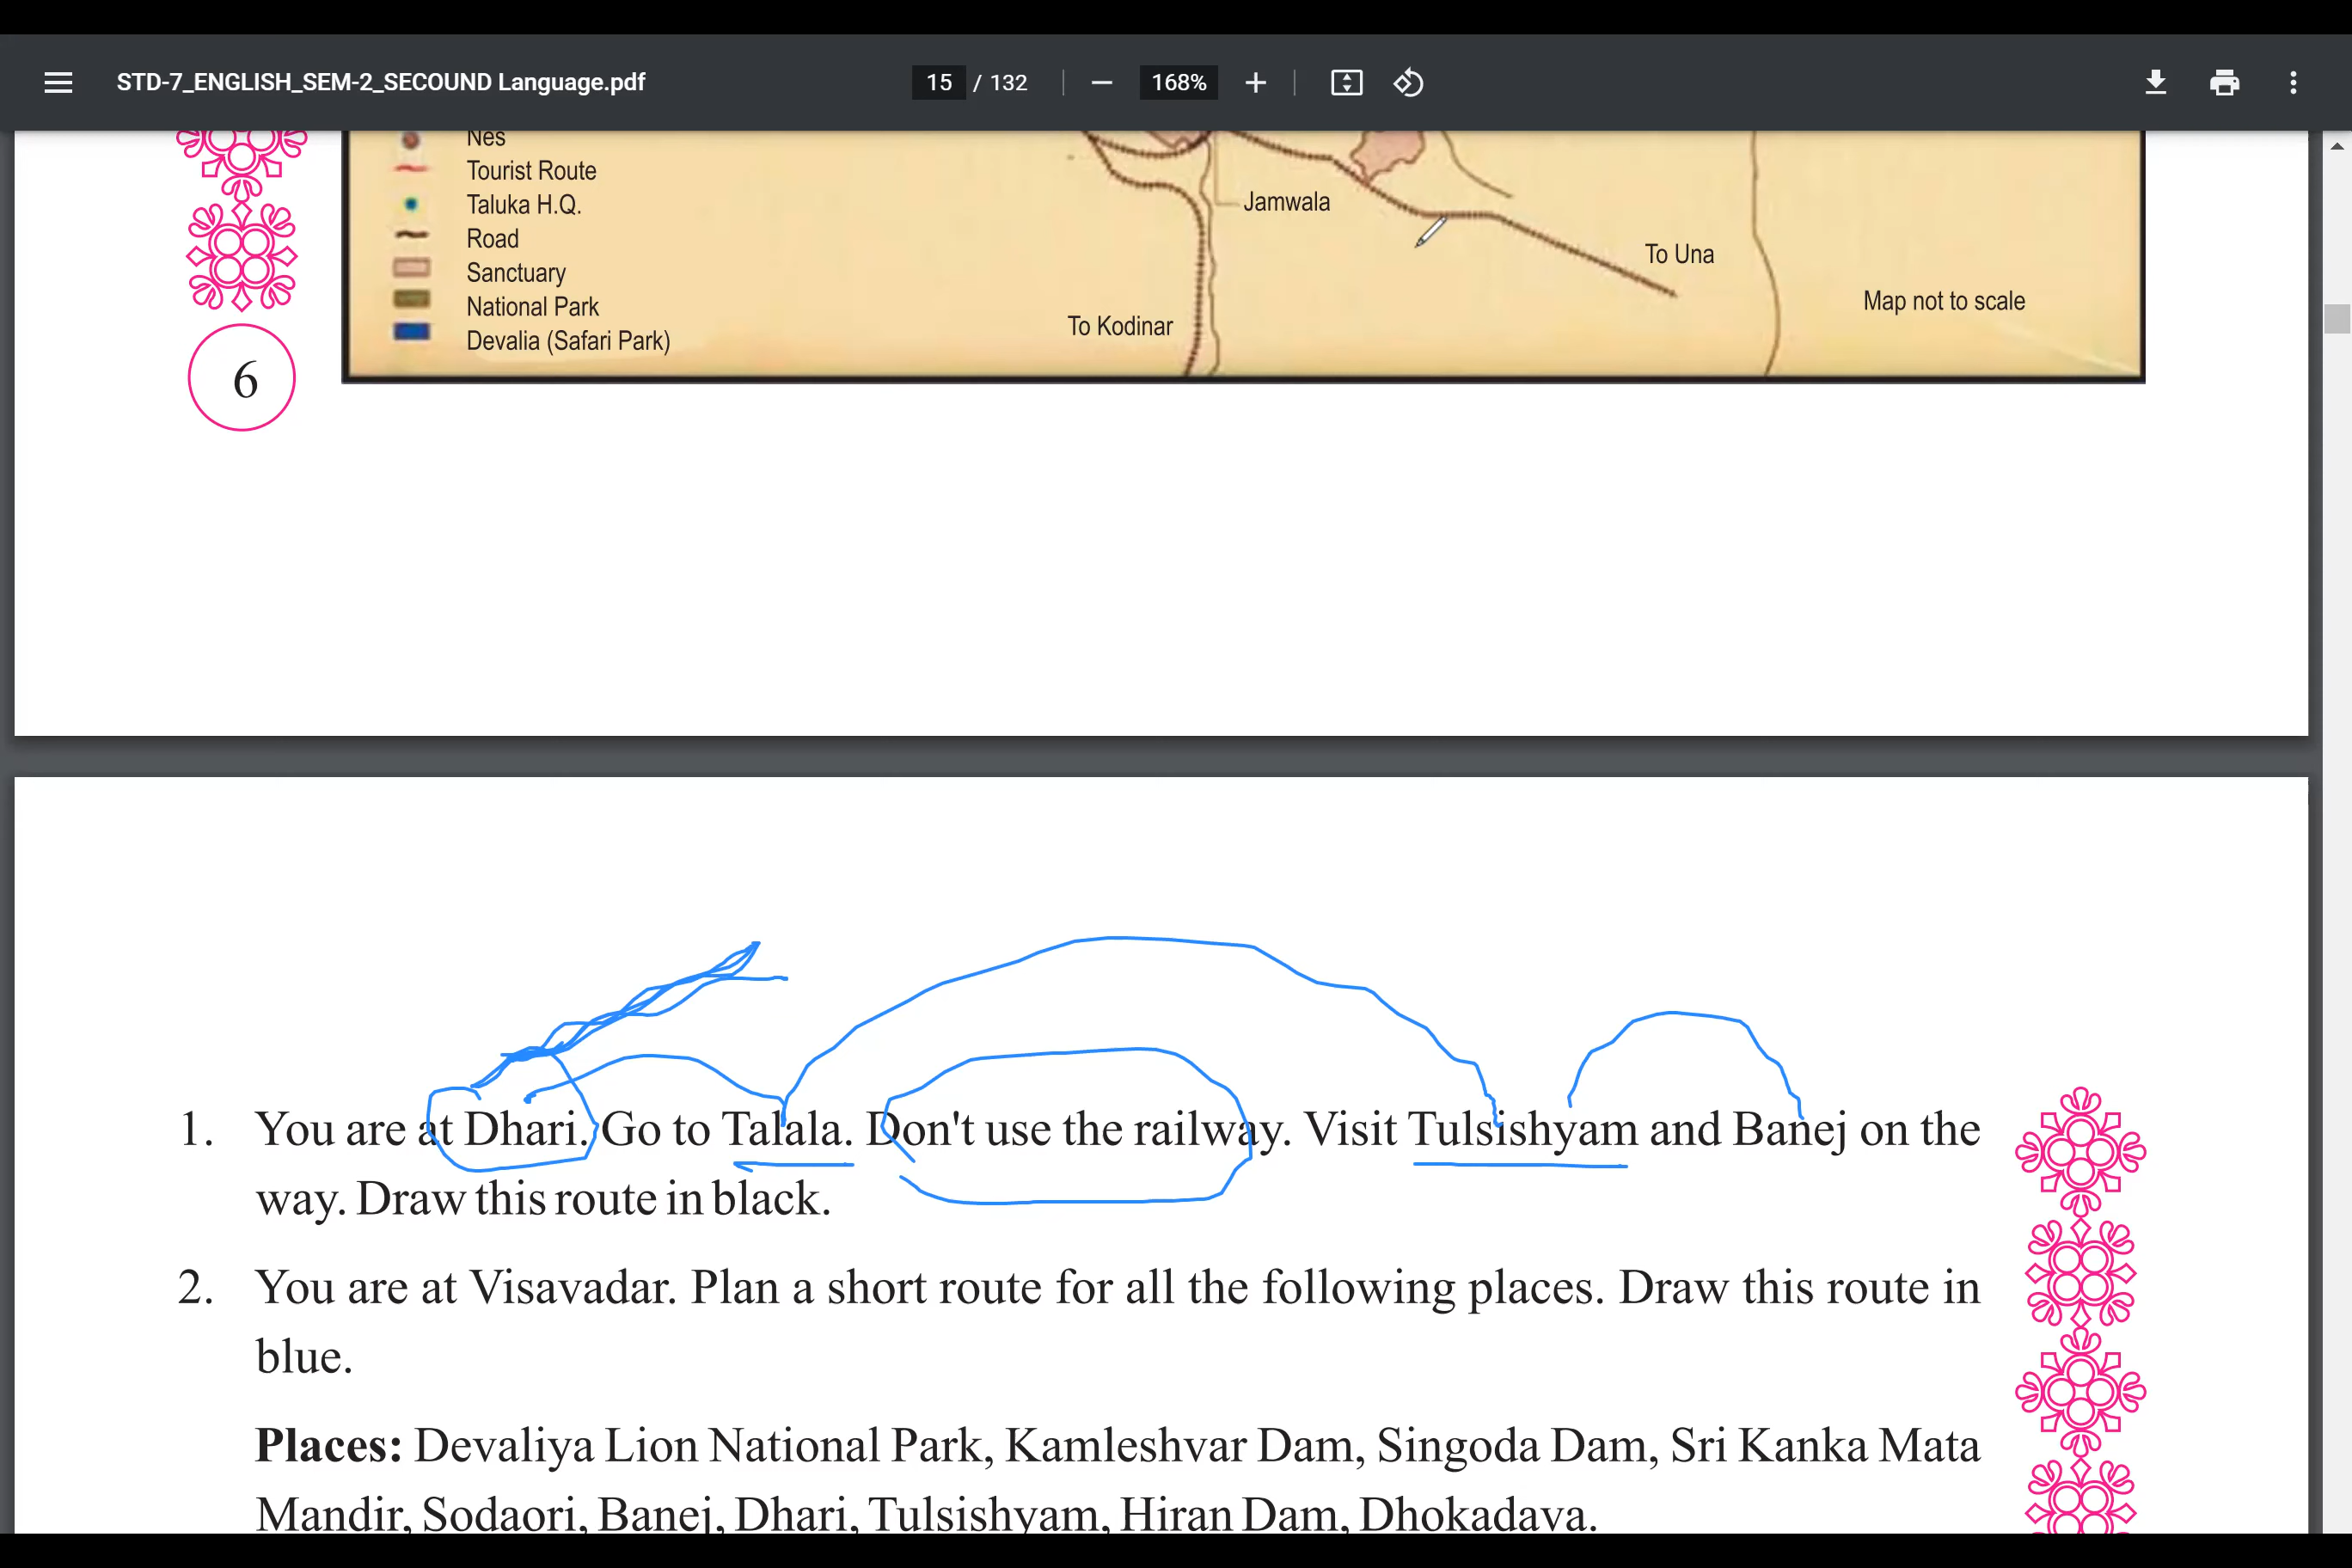 STD-7_ENGLISH_SEM-2_SECOUND Language.pdf
15 / 132
168%
Nes
Tourist Route
Taluka H.Q.
Road
Sanctuary
National Park
Devalia (Safari Park)
Jamwala
To Una
To Kodinar
Map not to scale
6
1. You are at Dhari. Go to Talala. Don't use the railway. Visit Tulsishyam and Banej on the
way. Draw this route in black.
2. You are at Visavadar. Plan a short route for all the following places. Draw this route in
blue.
Places: Devaliya Lion National Park, Kamleshvar Dam, Singoda Dam, Sri Kanka Mata
Mandir, Sodaori, Banej, Dhari, Tulsishyam, Hiran Dam, Dhokadava.